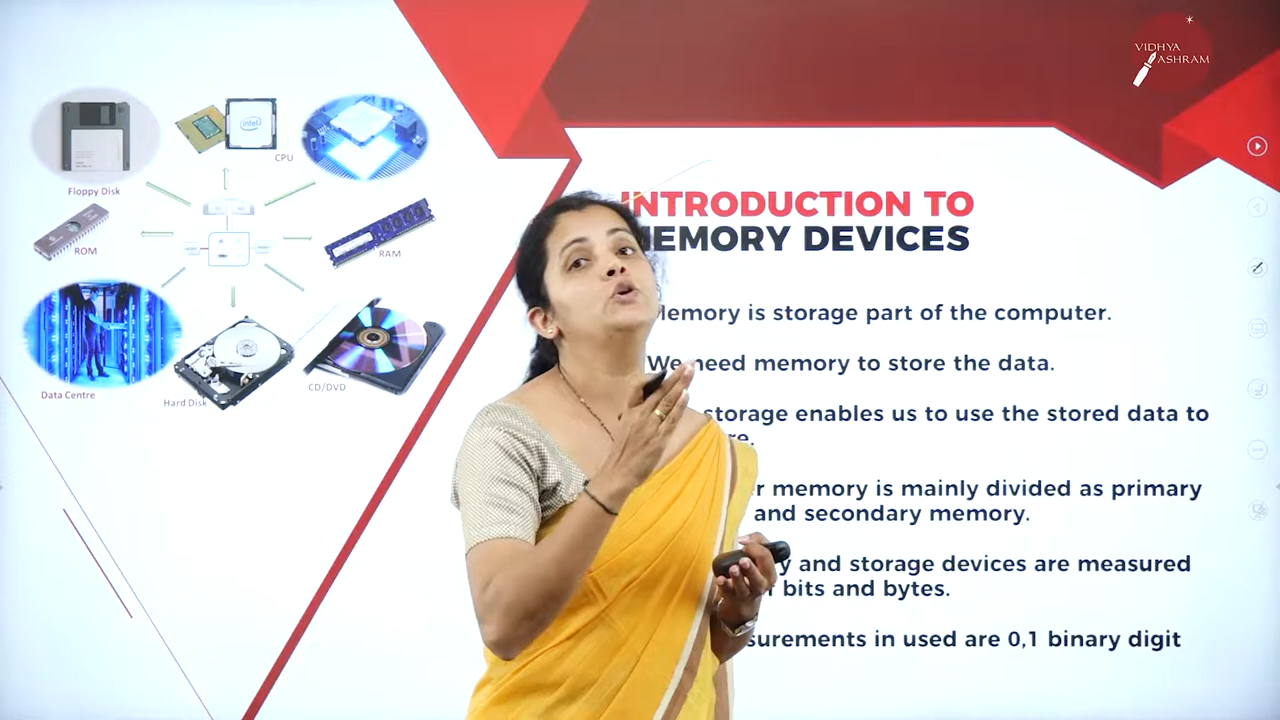 VIDHYA
ASHRAM
intel
CPU
Floppy Disk
ROM
RAM
Data Centre
Hard Disk
CD/DVD
INTRODUCTION TO
MEMORY DEVICES
Memory is storage part of the computer.
We need memory to store the data.
storage enables us to use the stored data to
memory is mainly divided as primary
and secondary memory.
and storage devices are measured
bits and bytes.
in used are 0,1 binary digit